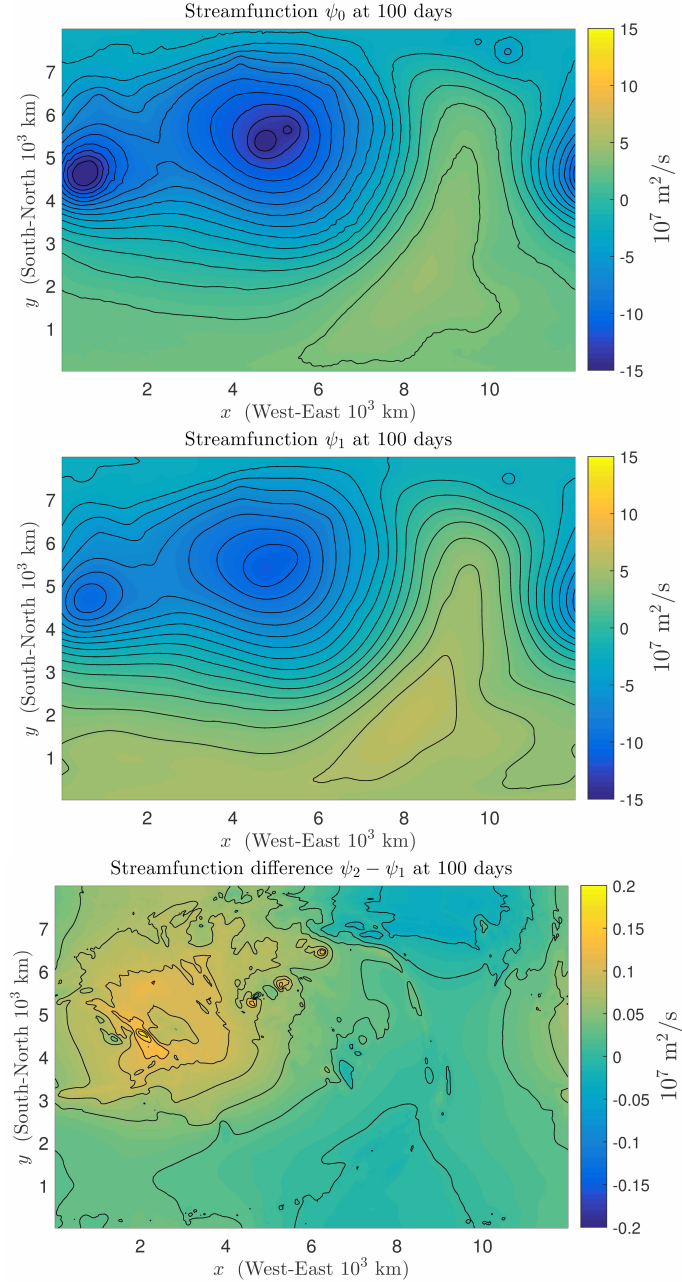 Streamfunction ψ₀ at 100 days
7
6
5
4
3
2
1
y (South-North 10³ km)
2 4 6 8 10
x (West-East 10³ km)
15
10
5
0
-5
-10
-15
10⁷ m²/s
Streamfunction ψ₁ at 100 days
7
6
5
4
3
2
1
y (South-North 10³ km)
2 4 6 8 10
x (West-East 10³ km)
15
10
5
0
-5
-10
-15
10⁷ m²/s
Streamfunction difference ψ₂ − ψ₁ at 100 days
7
6
5
4
3
2
1
y (South-North 10³ km)
2 4 6 8 10
x (West-East 10³ km)
0.2
0.15
0.1
0.05
0
-0.05
-0.1
-0.15
-0.2
10⁷ m²/s